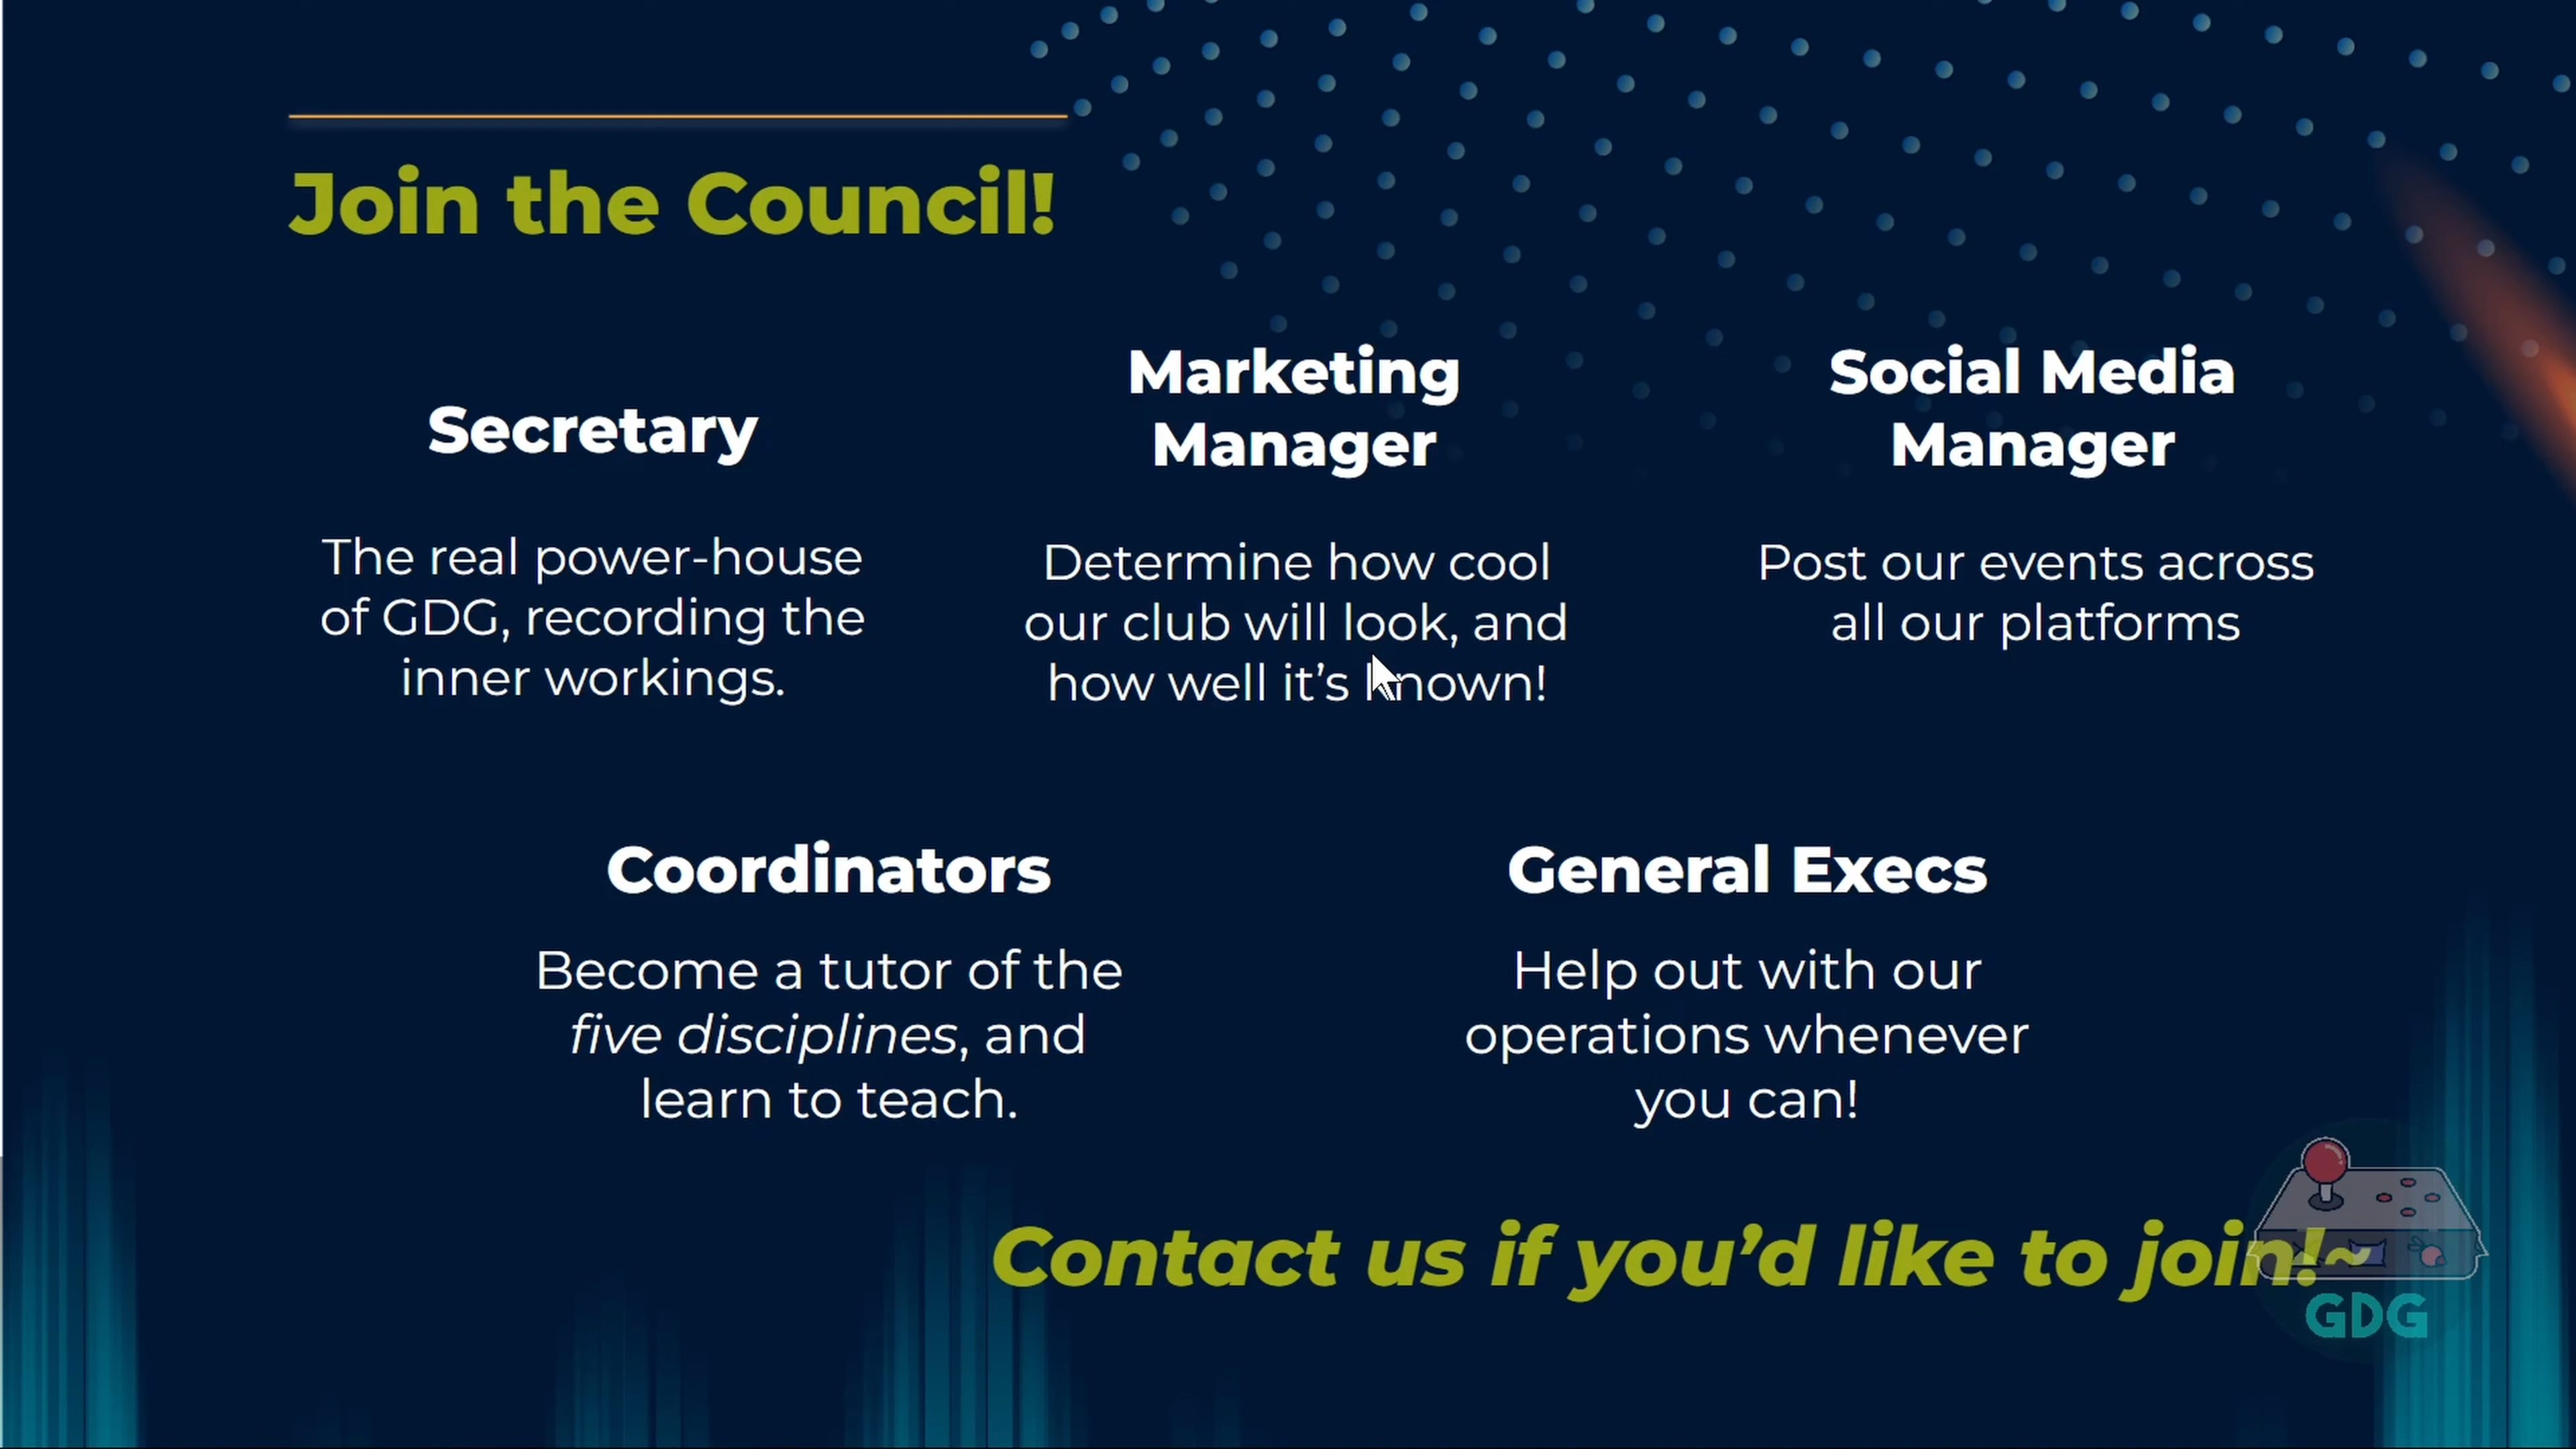 Join the Council!
Secretary
The real power-house
of GDG, recording the
inner workings.
Marketing
Manager
Determine how cool
our club will look, and
how well it’s known!
Social Media
Manager
Post our events across
all our platforms
Coordinators
Become a tutor of the
five disciplines, and
learn to teach.
General Execs
Help out with our
operations whenever
you can!
Contact us if you’d like to join!~
GDG